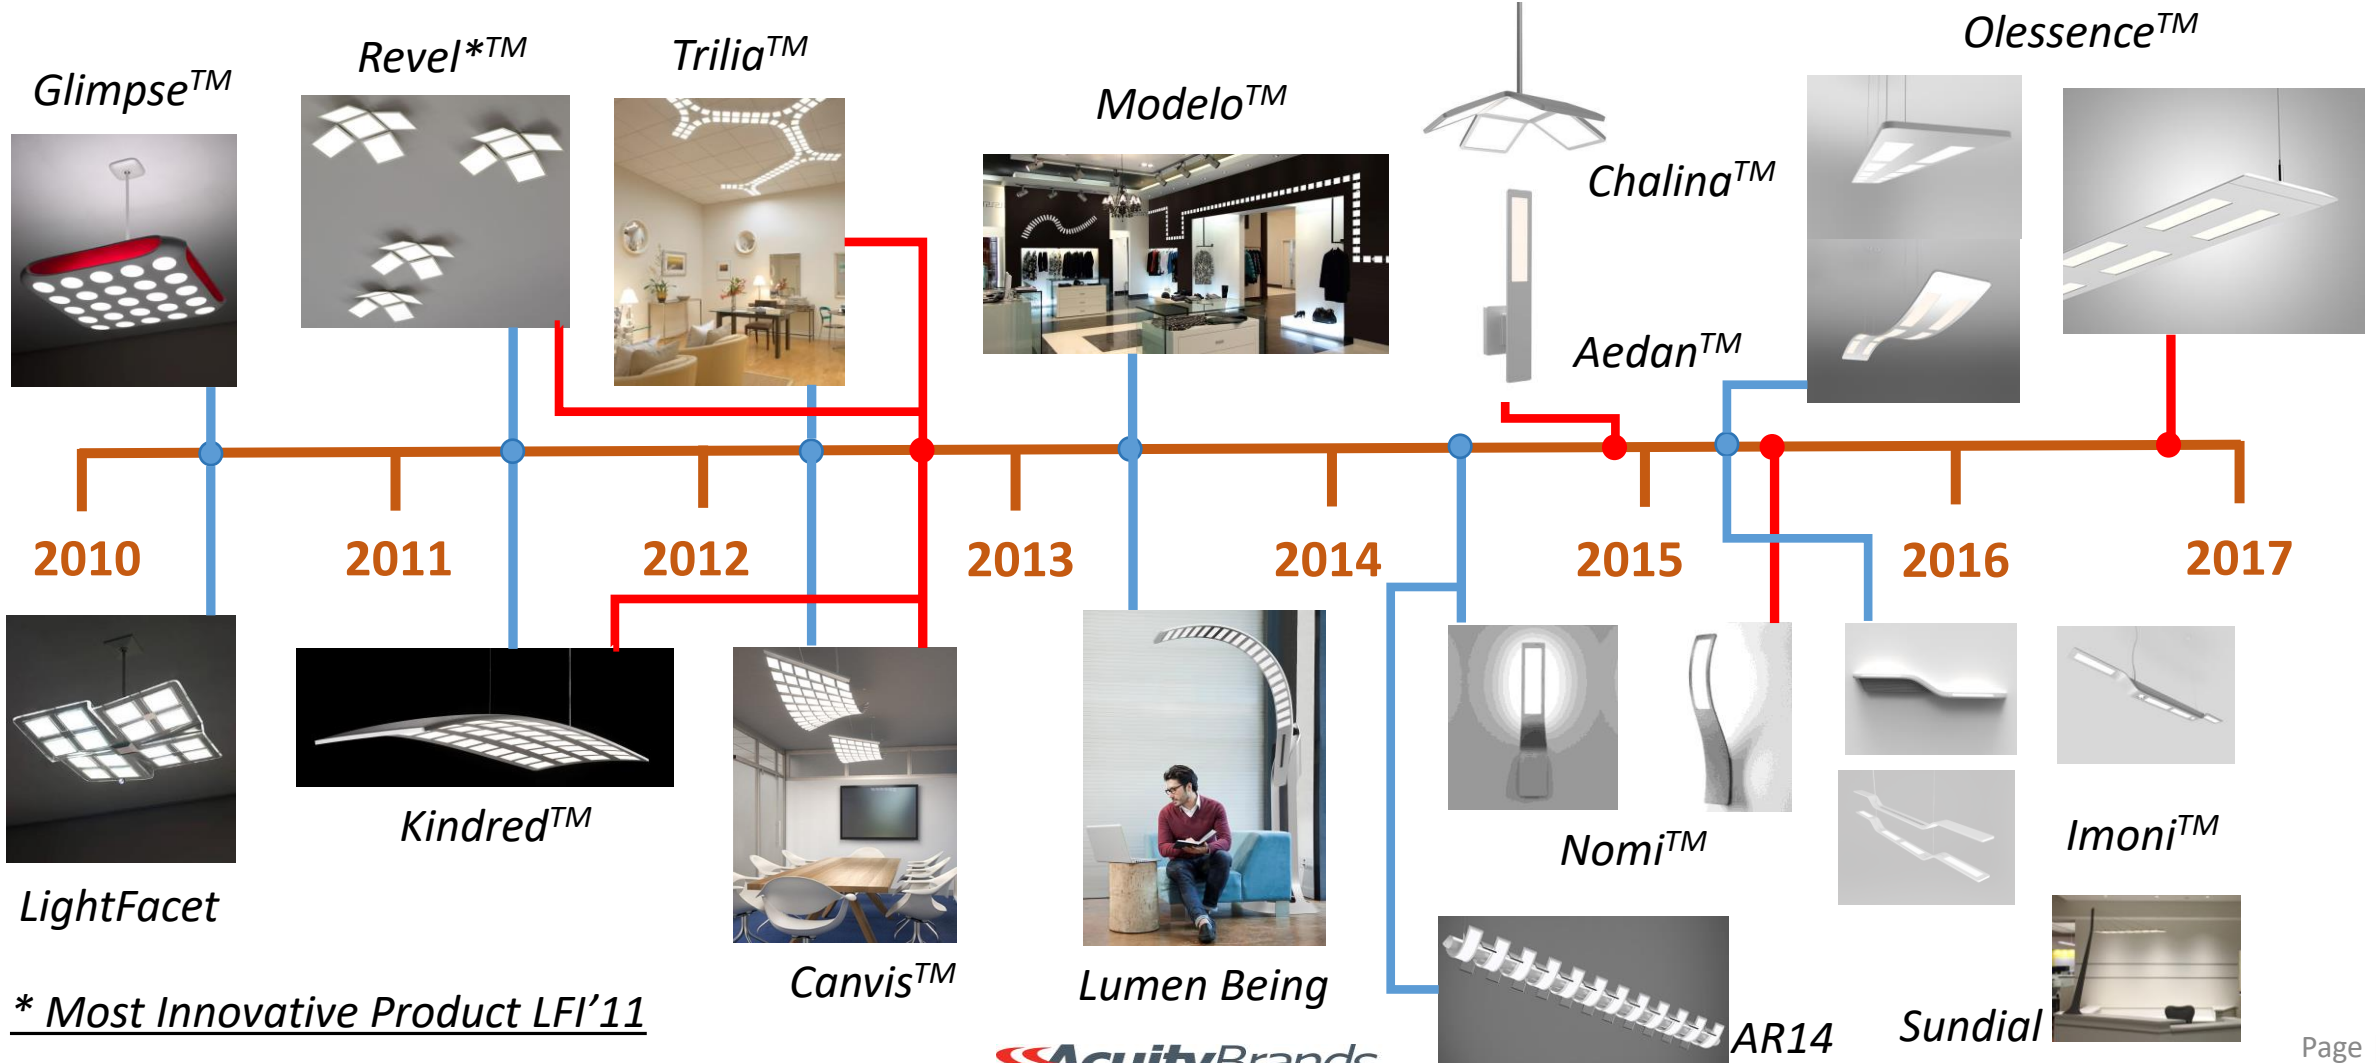 Glimpse™
Revel*™
Trilia™
Modelo™
Chalina™
Aedan™
Olessence™
2010
2011
2012
2013
2014
2015
2016
2017
LightFacet
Kindred™
Canvis™
Lumen Being
Nomi™
AR14
Imoni™
Sundial
* Most Innovative Product LFI’11
AcuityBrands
Page